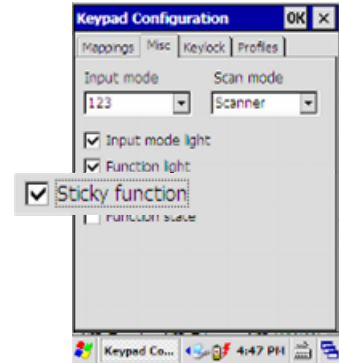 Keypad Configuration OK ×
Mappings Misc Keylock Profiles
Input mode Scan mode
123 Scanner
Input mode light
Function light
Sticky function
Function state
Keypad Co... 4:47 PM